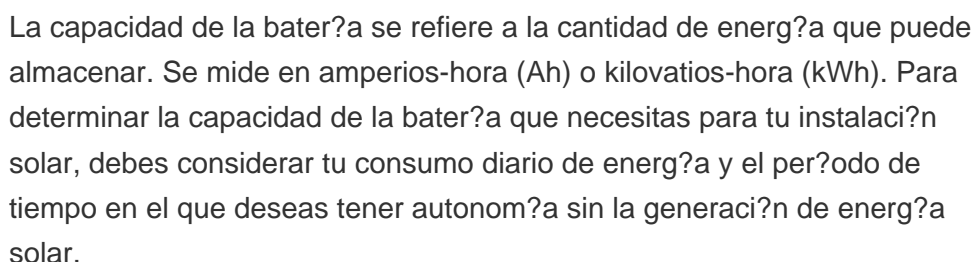 La capacidad de la bater?a se refiere a la cantidad de energ?a que puede
almacenar. Se mide en amperios-hora (Ah) o kilovatios-hora (kWh). Para
determinar la capacidad de la bater?a que necesitas para tu instalaci?n
solar, debes considerar tu consumo diario de energ?a y el per?odo de
tiempo en el que deseas tener autonom?a sin la generaci?n de energ?a
solar.